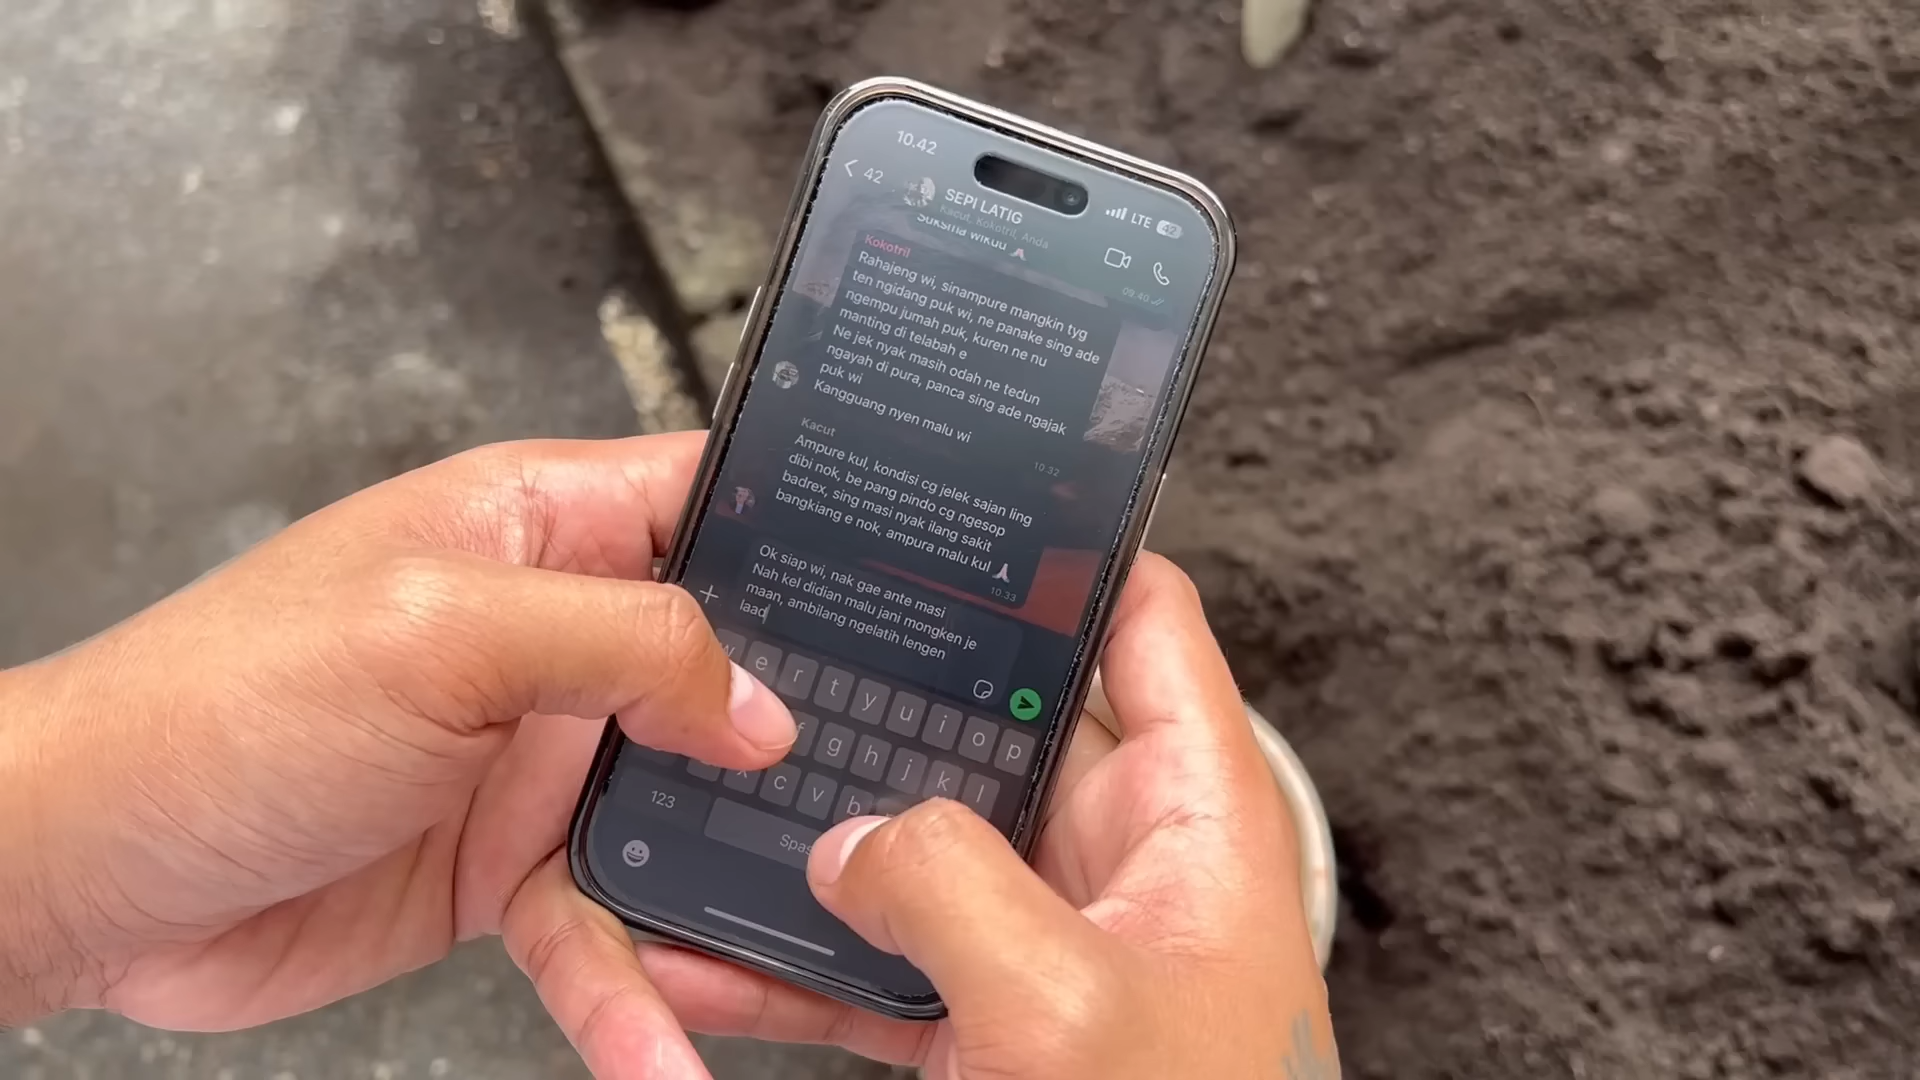 10.42
LTE 42
42
SEPI LATIG
Kacut, Kokotril, Anda
Suksma wikuu 🙏
09.40
Kokotril
Rahajeng wi, sinampure mangkin tyg
ten ngidang puk wi, ne panake sing ade
ngempu jumah puk, kuren ne nu
manting di telabah e
Ne jek nyak masih odah ne tedun
ngayah di pura, panca sing ade ngajak
puk wi
Kangguang nyen malu wi
10.32
Kacut
Ampure kul, kondisi cg jelek sajan ling
dibi nok, be pang pindo cg ngesop
badrex, sing masi nyak ilang sakit
bangkiang e nok, ampura malu kul 🙏
10.33
Ok siap wi, nak gae ante masi
Nah kel didian malu jani mongken je
maan, ambilang ngelatih lengen
laad
w e r t y u i o p
f g h j k l
x c v b
123
Spas